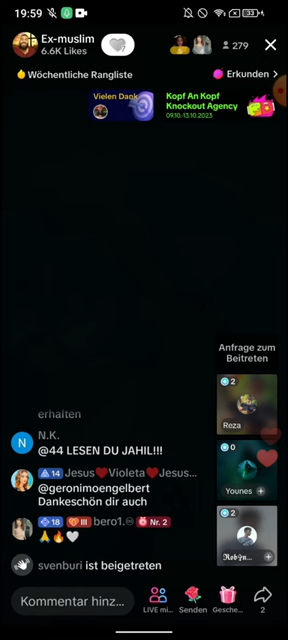 19:59
33
Ex-muslim
6.6K Likes
279
Wöchentliche Rangliste
Erkunden >
Vielen Dank
Kopf An Kopf
Knockout Agency
09.10.-13.10.2023
Anfrage zum
Beitreten
2
Reza
0
Younes +
2
erhalten
N.K.
@44 LESEN DU JAHIL!!!
14 Jesus❤️Violeta❤️Jesus...
@geronimoengelbert
Dankeschön dir auch
18 III bero1.♾ Nr. 2
🙏🔥🤍
svenburi ist beigetreten
Kommentar hinz...
LIVE mi...
Senden
Gesche...
2